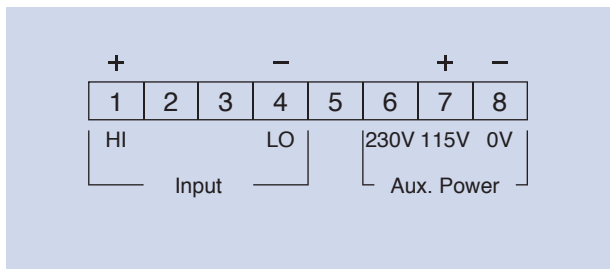 + − + −
1 2 3 4 5 6 7 8
HI LO 230V 115V 0V
Input Aux. Power